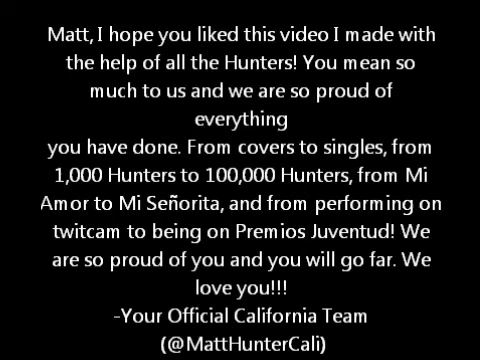 Matt, I hope you liked this video I made with
the help of all the Hunters! You mean so
much to us and we are so proud of
everything
you have done. From covers to singles, from
1,000 Hunters to 100,000 Hunters, from Mi
Amor to Mi Señorita, and from performing on
twitcam to being on Premios Juventud! We
are so proud of you and you will go far. We
love you!!!
-Your Official California Team
(@MattHunterCali)